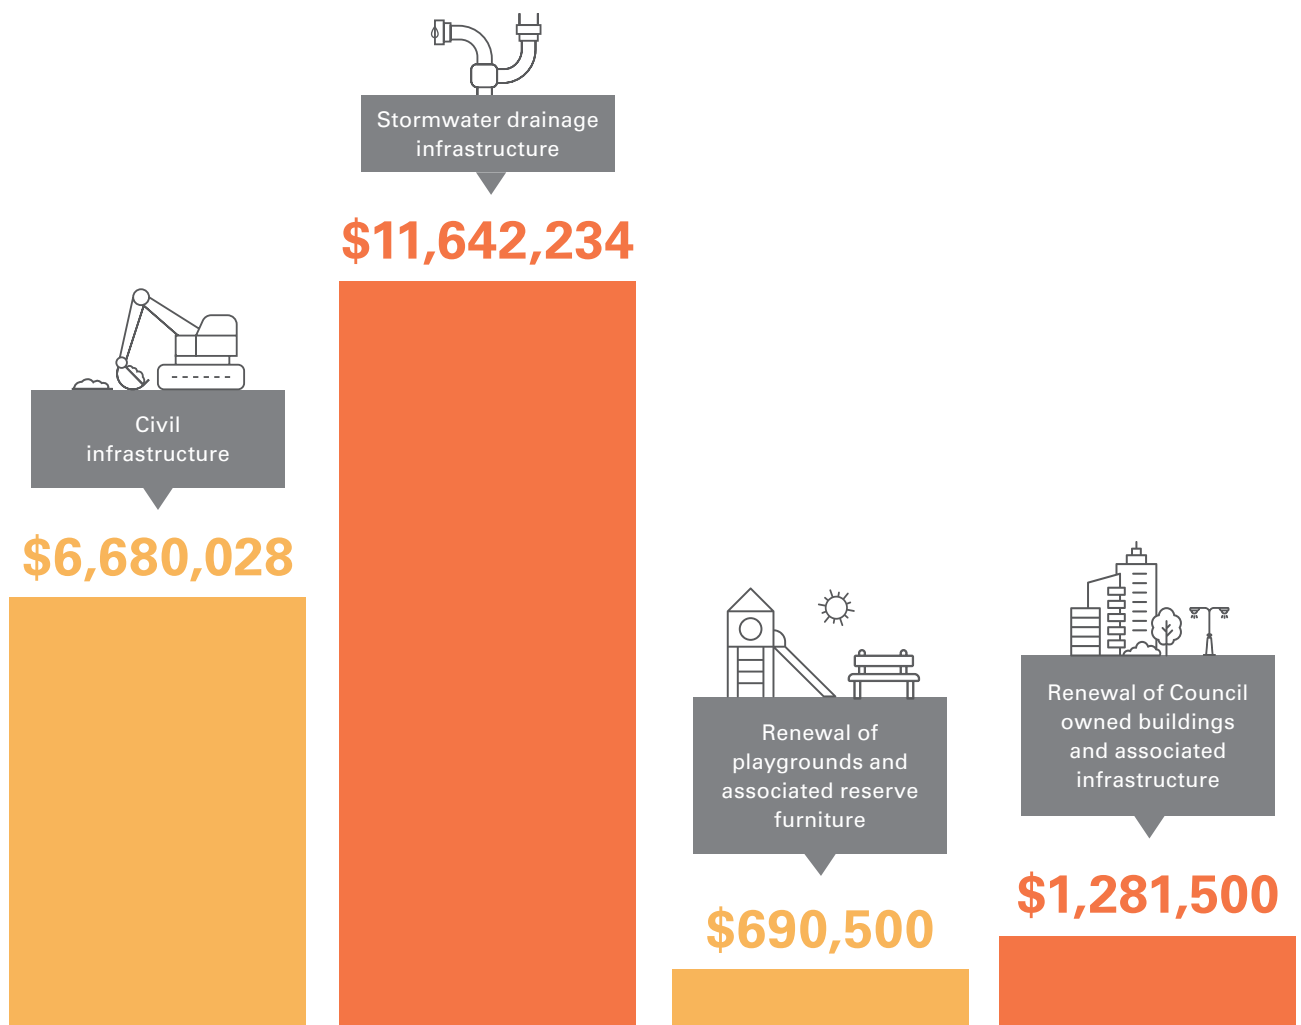 Stormwater drainage
infrastructure
$11,642,234
Civil
infrastructure
$6,680,028
Renewal of
playgrounds and
associated reserve
furniture
$690,500
Renewal of Council
owned buildings
and associated
infrastructure
$1,281,500